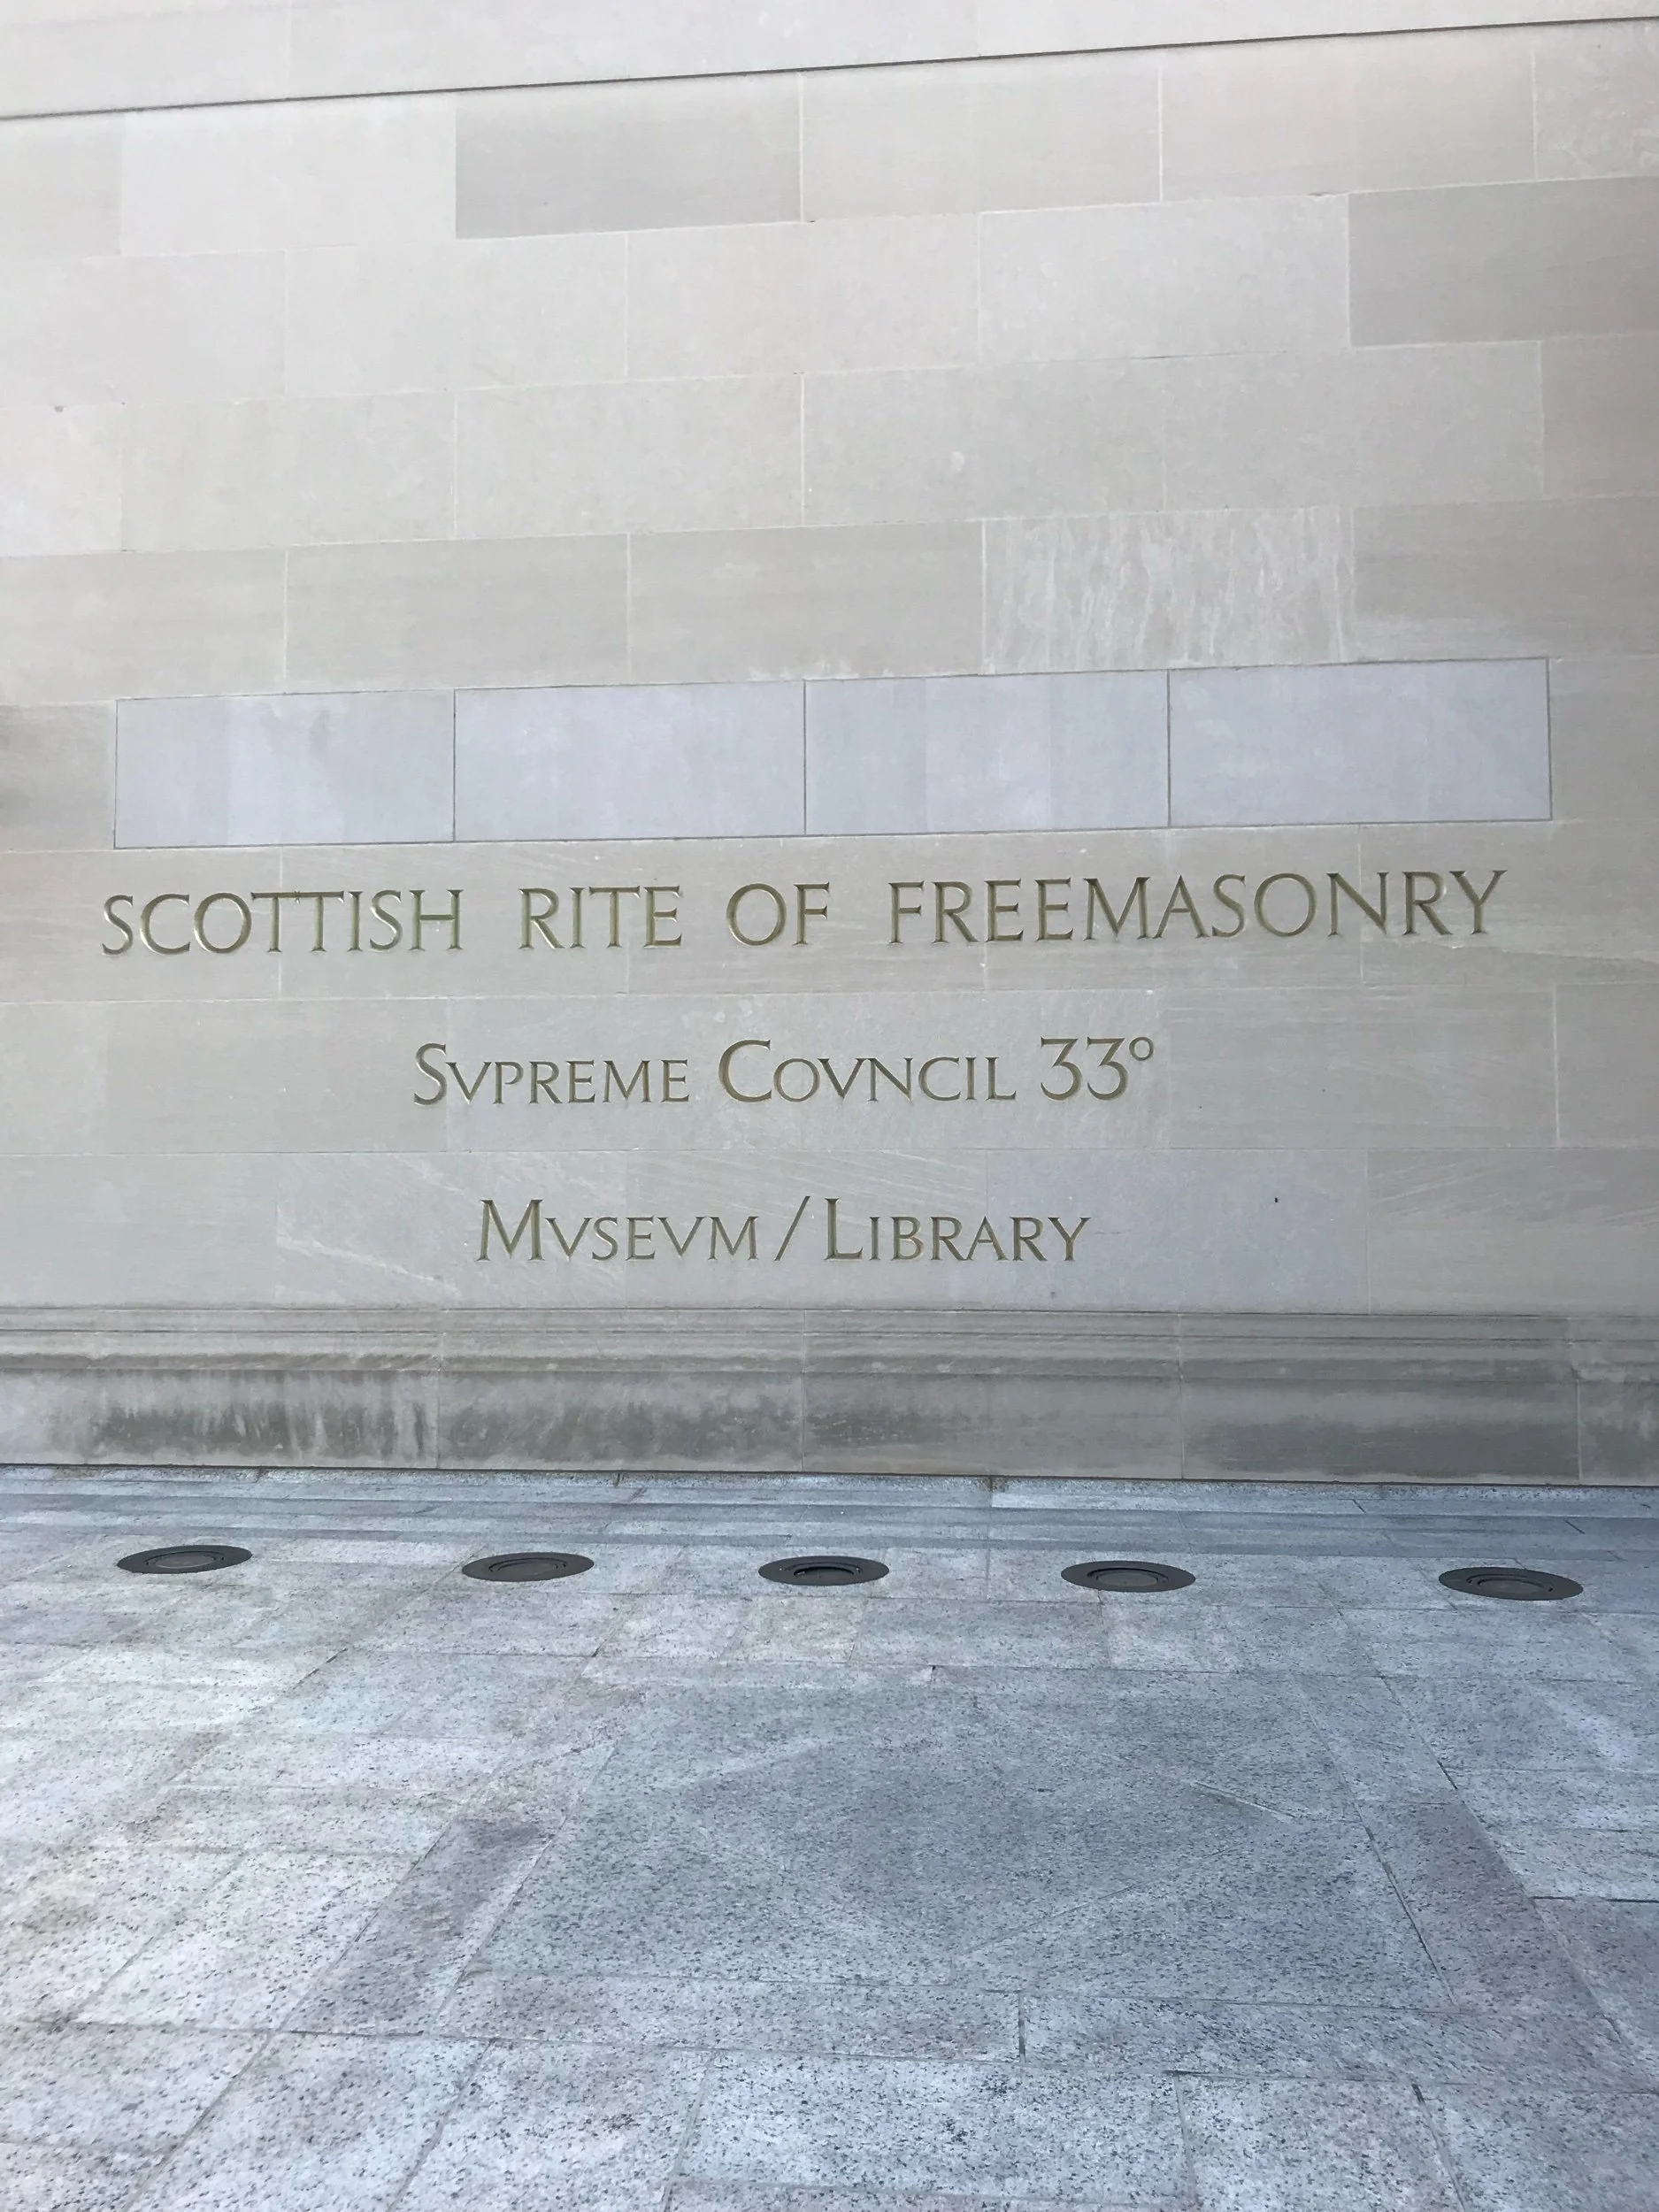 SCOTTISH RITE OF FREEMASONRY
SVPREME COVNCIL 33°
MVSEVM / LIBRARY